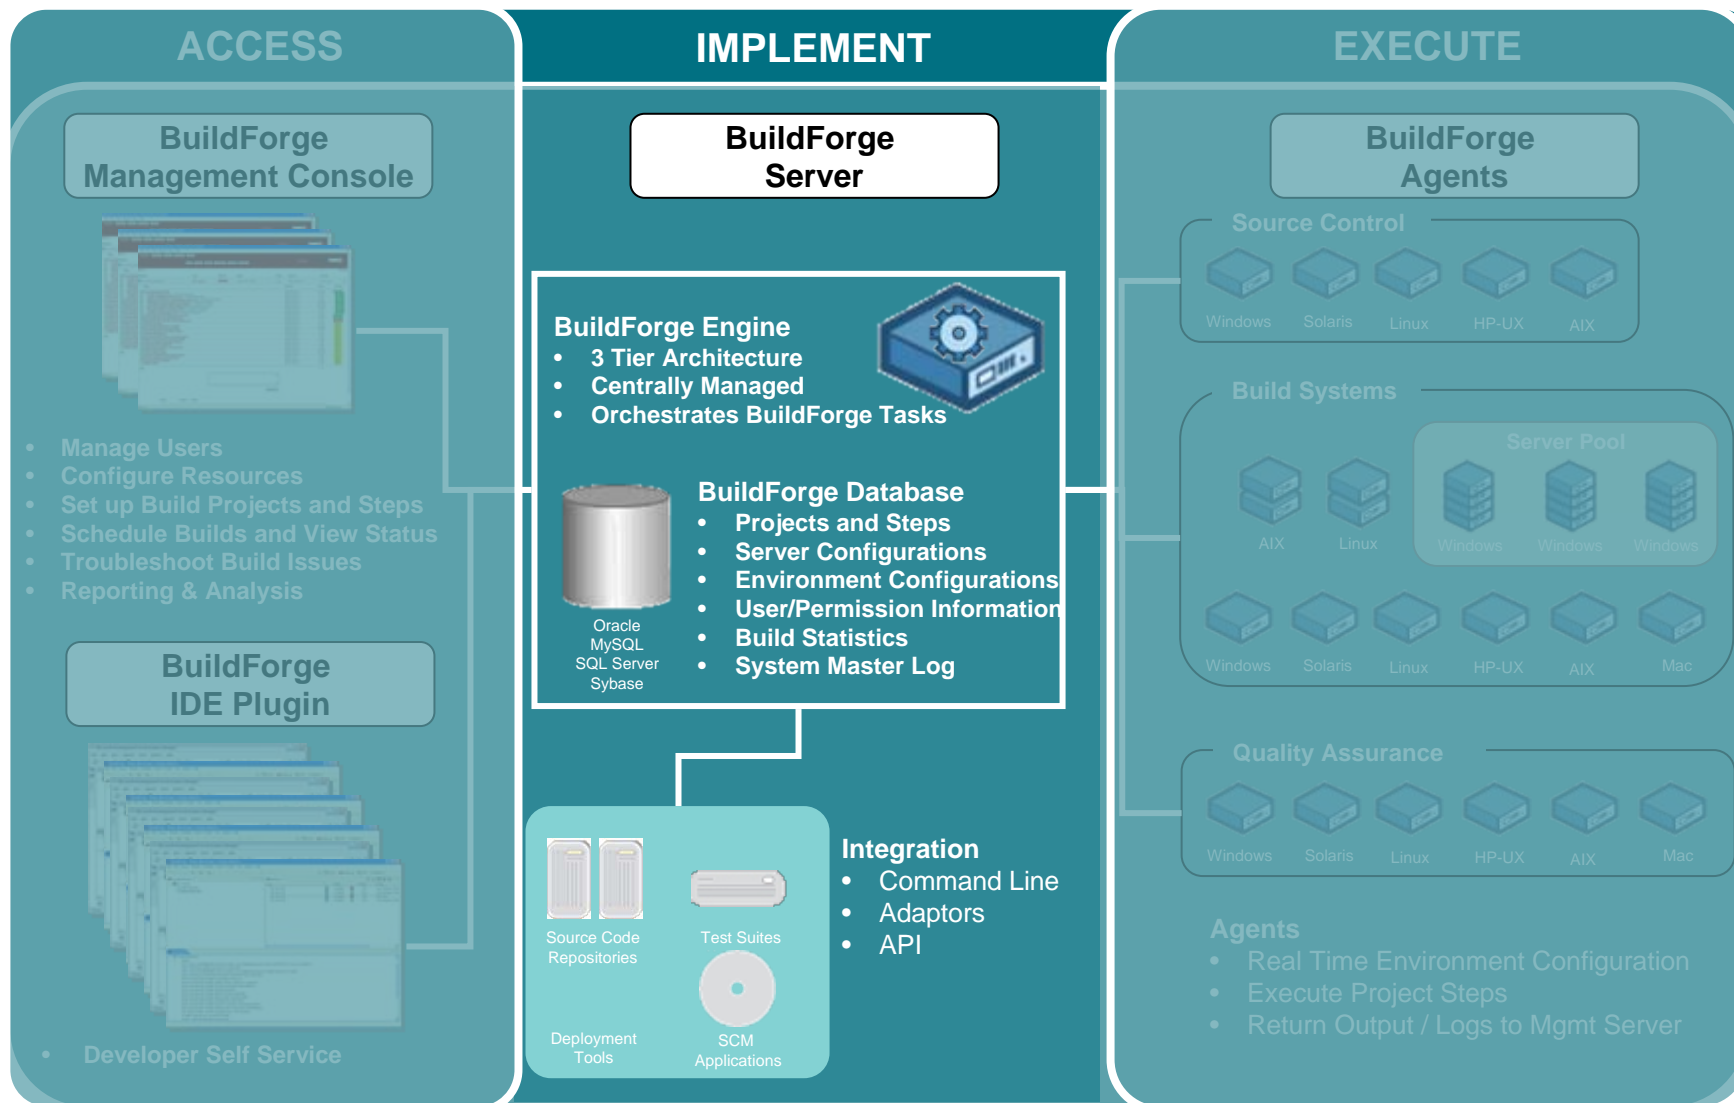 ACCESS
BuildForge
Management Console
• Manage Users
• Configure Resources
• Set up Build Projects and Steps
• Schedule Builds and View Status
• Troubleshoot Build Issues
• Reporting & Analysis
BuildForge
IDE Plugin
• Developer Self Service
IMPLEMENT
BuildForge
Server
BuildForge Engine
• 3 Tier Architecture
• Centrally Managed
• Orchestrates BuildForge Tasks
Oracle
MySQL
SQL Server
Sybase
BuildForge Database
• Projects and Steps
• Server Configurations
• Environment Configurations
• User/Permission Information
• Build Statistics
• System Master Log
Source Code
Repositories
Test Suites
Deployment
Tools
SCM
Applications
Integration
• Command Line
• Adaptors
• API
EXECUTE
BuildForge
Agents
Source Control
Windows Solaris Linux HP-UX AIX
Build Systems
Server Pool
AIX Linux Windows Windows Windows
Windows Solaris Linux HP-UX AIX Mac
Quality Assurance
Windows Solaris Linux HP-UX AIX Mac
Agents
• Real Time Environment Configuration
• Execute Project Steps
• Return Output / Logs to Mgmt Server